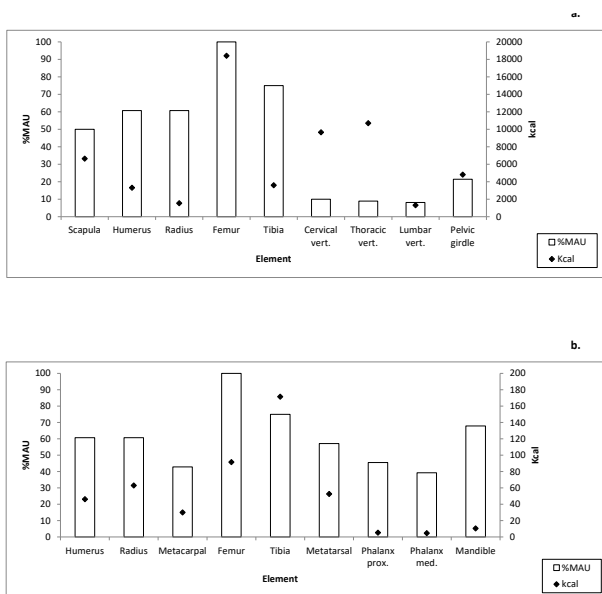 a.
100 20000
90 18000
80 16000
70 14000
60 12000
50 10000
40 8000
30 6000
20 4000
10 2000
0 0
%MAU
kcal
Scapula Humerus Radius Femur Tibia Cervical vert. Thoracic vert. Lumbar vert. Pelvic girdle
Element
%MAU
Kcal
b.
100 200
90 180
80 160
70 140
60 120
50 100
40 80
30 60
20 40
10 20
0 0
%MAU
Kcal
Humerus Radius Metacarpal Femur Tibia Metatarsal Phalanx prox. Phalanx med. Mandible
Element
%MAU
kcal